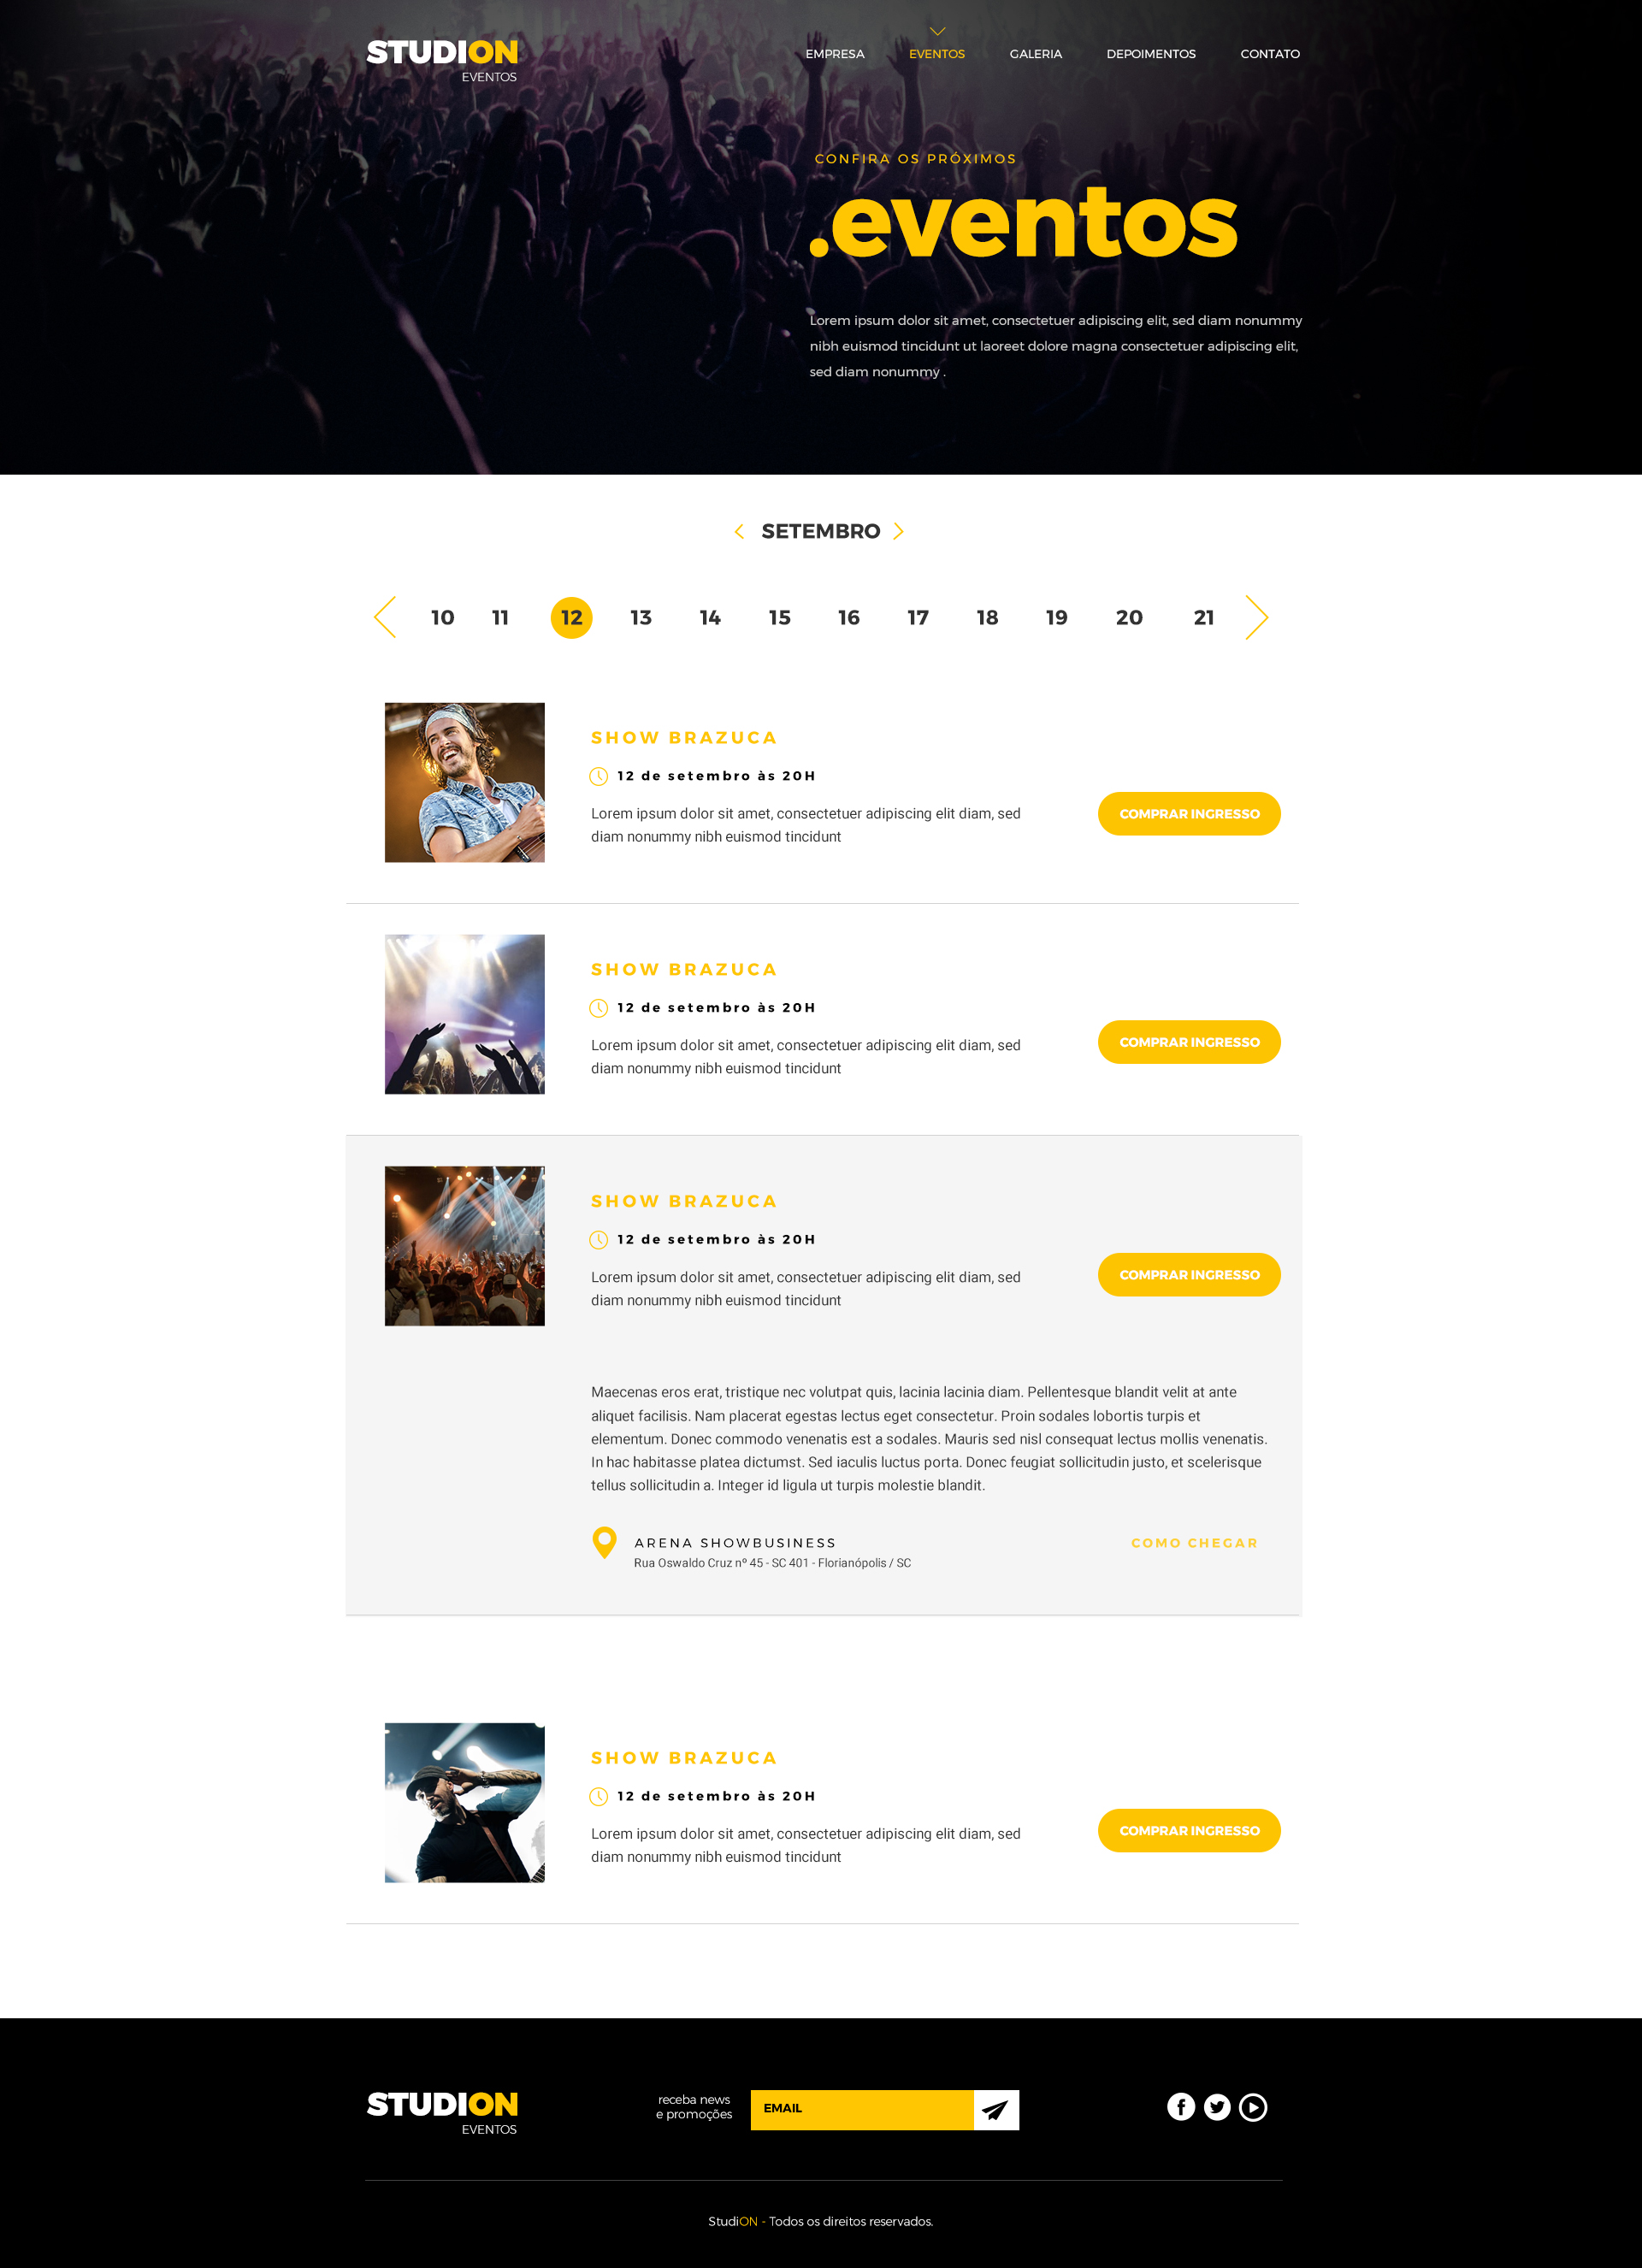 STUDION
EVENTOS
EMPRESA EVENTOS GALERIA DEPOIMENTOS CONTATO
CONFIRA OS PRÓXIMOS
.eventos
Lorem ipsum dolor sit amet, consectetuer adipiscing elit, sed diam nonummy
nibh euismod tincidunt ut laoreet dolore magna consectetuer adipiscing elit,
sed diam nonummy .
SETEMBRO
10 11 12 13 14 15 16 17 18 19 20 21
SHOW BRAZUCA
12 de setembro às 20H
Lorem ipsum dolor sit amet, consectetuer adipiscing elit diam, sed
diam nonummy nibh euismod tincidunt
COMPRAR INGRESSO
SHOW BRAZUCA
12 de setembro às 20H
Lorem ipsum dolor sit amet, consectetuer adipiscing elit diam, sed
diam nonummy nibh euismod tincidunt
COMPRAR INGRESSO
SHOW BRAZUCA
12 de setembro às 20H
Lorem ipsum dolor sit amet, consectetuer adipiscing elit diam, sed
diam nonummy nibh euismod tincidunt
COMPRAR INGRESSO
Maecenas eros erat, tristique nec volutpat quis, lacinia lacinia diam. Pellentesque blandit velit at ante
aliquet facilisis. Nam placerat egestas lectus eget consectetur. Proin sodales lobortis turpis et
elementum. Donec commodo venenatis est a sodales. Mauris sed nisl consequat lectus mollis venenatis.
In hac habitasse platea dictumst. Sed iaculis luctus porta. Donec feugiat sollicitudin justo, et scelerisque
tellus sollicitudin a. Integer id ligula ut turpis molestie blandit.
ARENA SHOWBUSINESS
Rua Oswaldo Cruz nº 45 - SC 401 - Florianópolis / SC
COMO CHEGAR
SHOW BRAZUCA
12 de setembro às 20H
Lorem ipsum dolor sit amet, consectetuer adipiscing elit diam, sed
diam nonummy nibh euismod tincidunt
COMPRAR INGRESSO
STUDION
EVENTOS
receba news
e promoções
EMAIL
StudiON - Todos os direitos reservados.